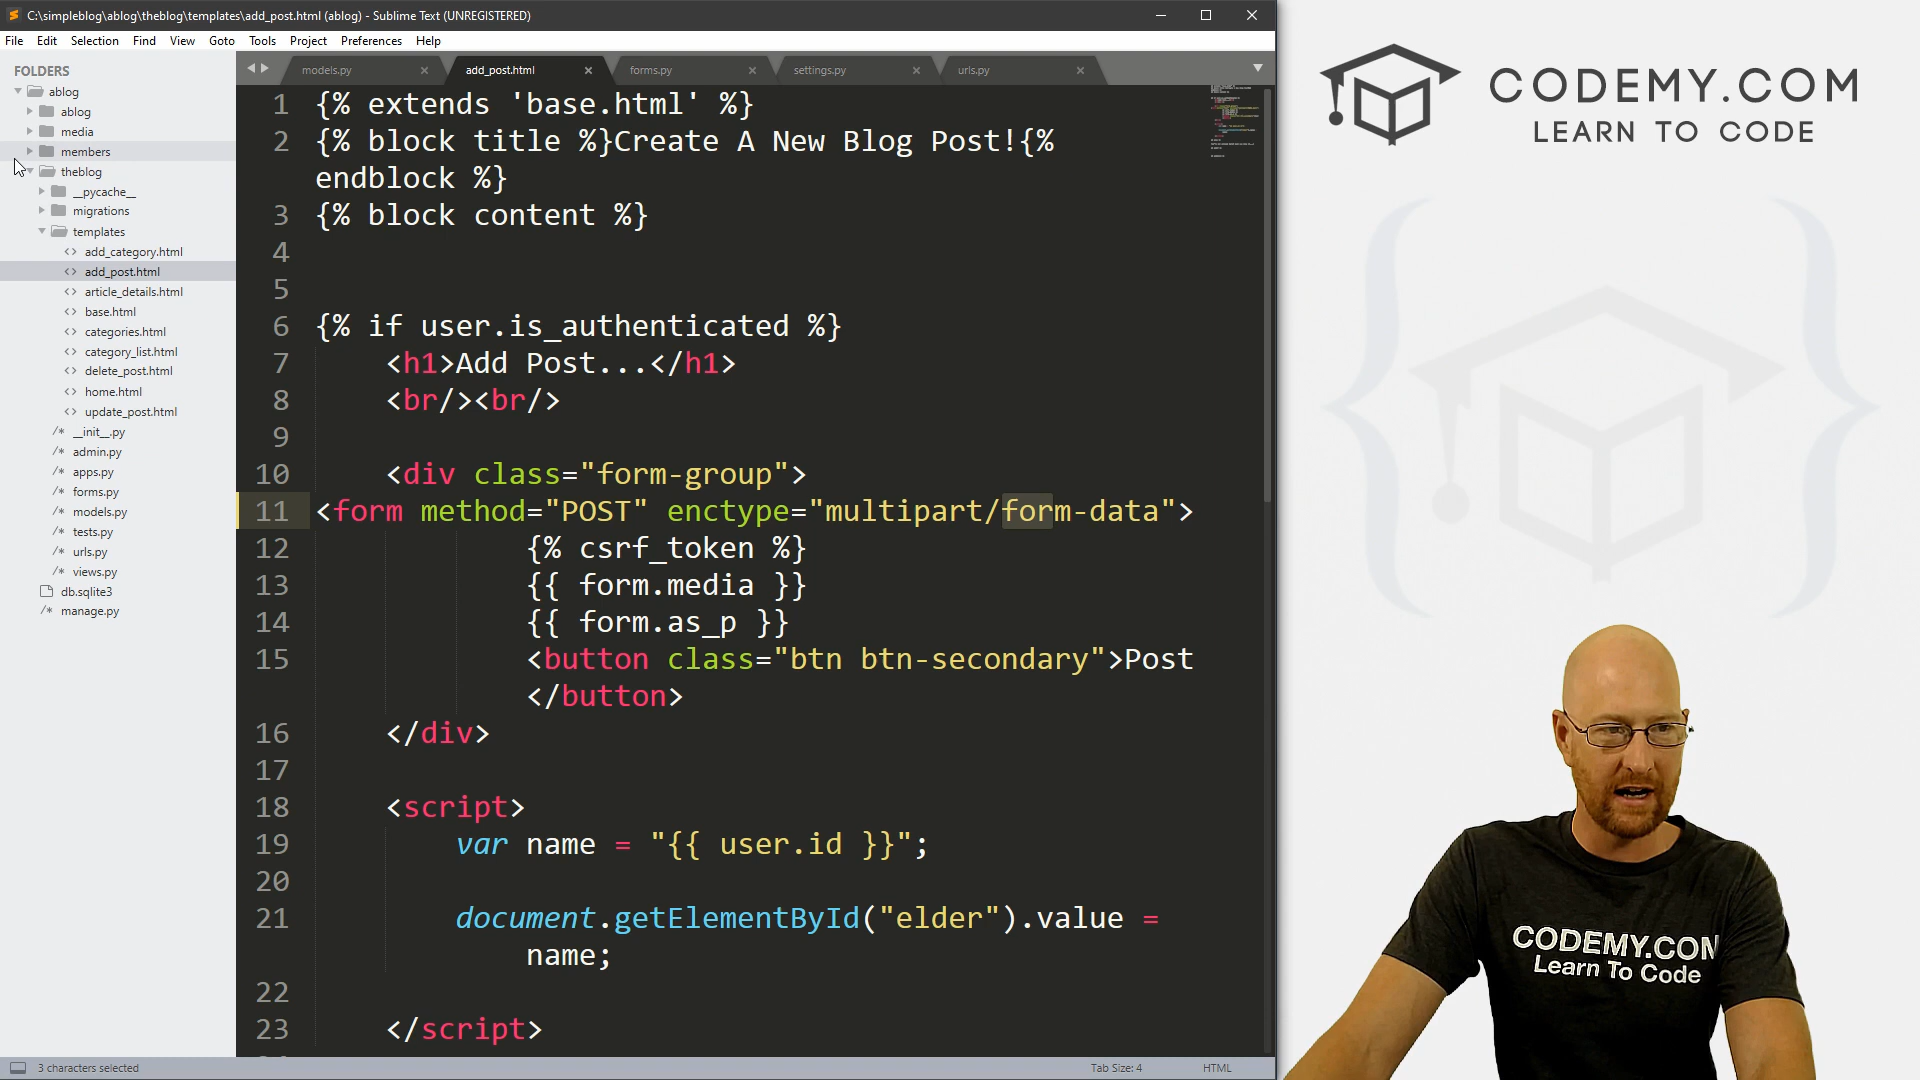 C:\simpleblog\ablog\theblog\templates\add_post.html (ablog) - Sublime Text (UNREGISTERED)
File Edit Selection Find View Goto Tools Project Preferences Help
FOLDERS
ablog
ablog
media
members
theblog
__pycache__
migrations
templates
<> add_category.html
<> add_post.html
<> article_details.html
<> base.html
<> categories.html
<> category_list.html
<> delete_post.html
<> home.html
<> update_post.html
/* __init__.py
/* admin.py
/* apps.py
/* forms.py
/* models.py
/* tests.py
/* urls.py
/* views.py
db.sqlite3
/* manage.py
models.py add_post.html forms.py settings.py urls.py
1 {% extends 'base.html' %}
2 {% block title %}Create A New Blog Post!{%
endblock %}
3 {% block content %}
4
5
6 {% if user.is_authenticated %}
7 <h1>Add Post...</h1>
8 <br/><br/>
9
10 <div class="form-group">
11 <form method="POST" enctype="multipart/form-data">
12 {% csrf_token %}
13 {{ form.media }}
14 {{ form.as_p }}
15 <button class="btn btn-secondary">Post
</button>
16 </div>
17
18 <script>
19 var name = "{{ user.id }}";
20
21 document.getElementById("elder").value =
name;
22
23 </script>
3 characters selected
Tab Size: 4
HTML
CODEMY.COM
LEARN TO CODE
CODEMY.COM
Learn To Code